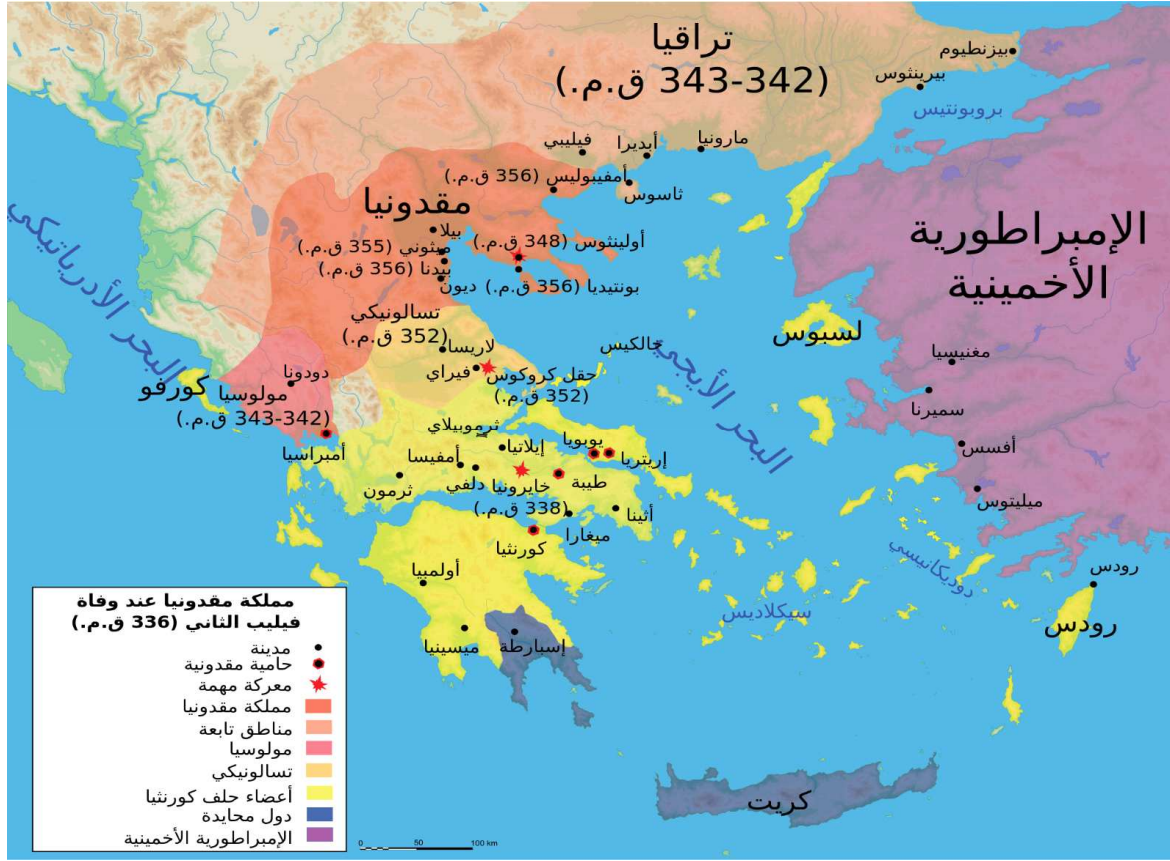 تراقيا
(343-342 ق.م.)
بيزنطيوم
بيرينثوس
بروبونتيس
مارونيا
أبديرا
فيليبي
أمفيبوليس (356 ق.م.)
ثاسوس
مقدونيا
بيلا
أولينثوس (348 ق.م.)
ميثوني (355 ق.م.)
بيدنا (356 ق.م.)
ديون
بونتيديا (356 ق.م.)
الإمبراطورية
الأخمينية
البحر الأدرياتيكي
تسالونيكي
(352 ق.م.)
لاريسا
فيراي
حقل كروكوس
(352 ق.م.)
خالكيس
البحر الأيجي
لسبوس
مغنيسيا
سميرنا
أفسس
ميليتوس
كورفو
دودونا
مولوسيا
(343-342 ق.م.)
أمبراسيا
ثرموبيلاي
إيلاتيا
يوبويا
إريتريا
أمفيسا
دلفي
ثرمون
خايرونيا
(338 ق.م.)
طيبة
أثينا
ميغارا
كورنثيا
أولمبيا
ميسينيا
إسبارطة
سيكلاديس
دوديكانيسي
رودس
رودس
كريت
مملكة مقدونيا عند وفاة
فيليب الثاني (336 ق.م.)
مدينة
حامية مقدونية
معركة مهمة
مملكة مقدونيا
مناطق تابعة
مولوسيا
تسالونيكي
أعضاء حلف كورنثيا
دول محايدة
الإمبراطورية الأخمينية
0 50 100 km